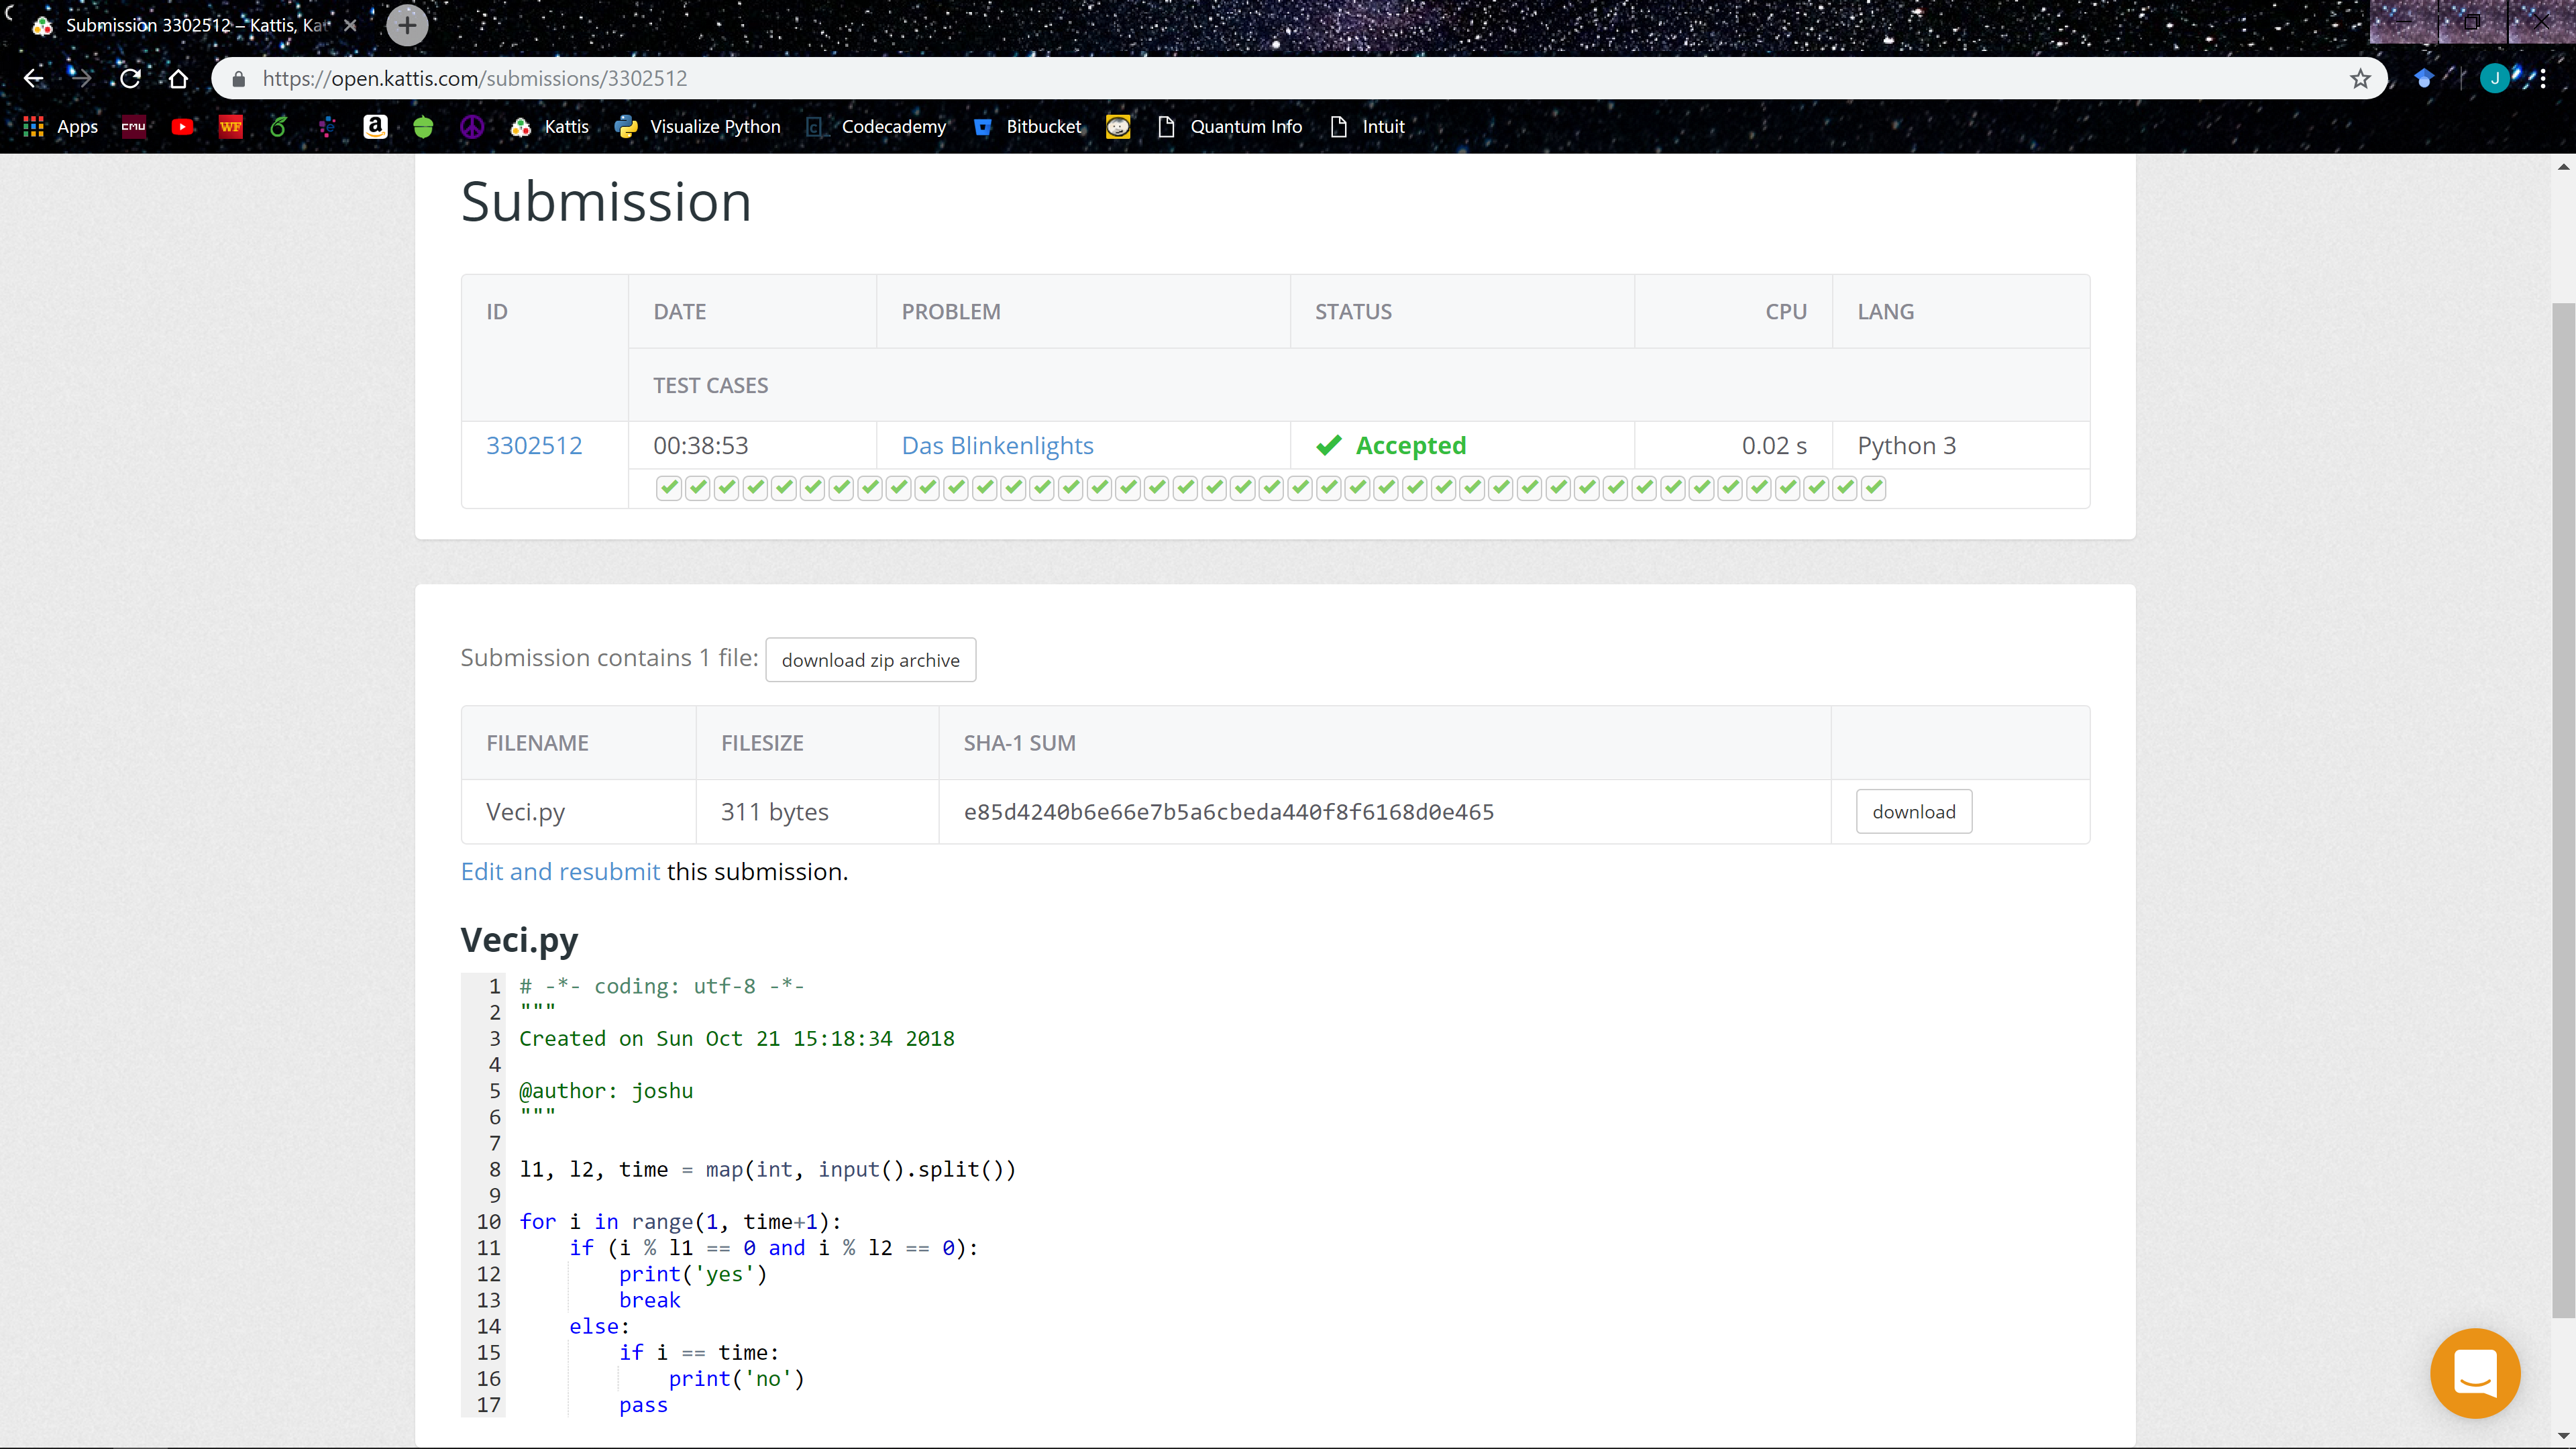 Submission 3302512 – Kattis, Ka
https://open.kattis.com/submissions/3302512
J
Apps CMU WF a Kattis Visualize Python Codecademy Bitbucket Quantum Info Intuit
Submission
ID DATE PROBLEM STATUS CPU LANG
TEST CASES
3302512 00:38:53 Das Blinkenlights Accepted 0.02 s Python 3
Submission contains 1 file: download zip archive
FILENAME FILESIZE SHA-1 SUM
Veci.py 311 bytes e85d4240b6e66e7b5a6cbeda440f8f6168d0e465 download
Edit and resubmit this submission.
Veci.py
1 # -*- coding: utf-8 -*-
2 """
3 Created on Sun Oct 21 15:18:34 2018
4
5 @author: joshu
6 """
7
8 l1, l2, time = map(int, input().split())
9
10 for i in range(1, time+1):
11     if (i % l1 == 0 and i % l2 == 0):
12         print('yes')
13         break
14     else:
15         if i == time:
16             print('no')
17         pass